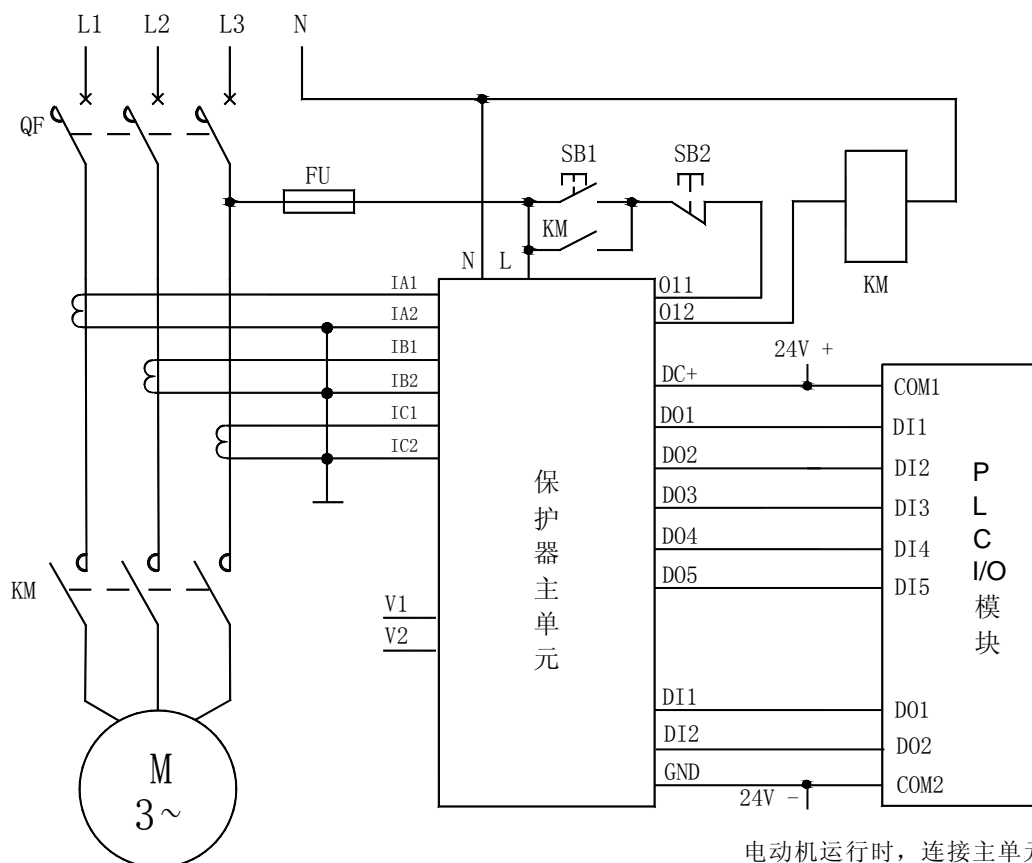 L1 L2 L3 N
QF
FU
SB1
SB2
KM
KM
N L
IA1
IA2
IB1
IB2
IC1
IC2
O11
O12
24V +
DC+
DO1
DO2
DO3
DO4
DO5
COM1
DI1
DI2
DI3
DI4
DI5
保护器主单元
PLC I/O模块
KM
V1
V2
DI1
DI2
GND
24V -
DO1
DO2
COM2
M
3~
电动机运行时，连接主单